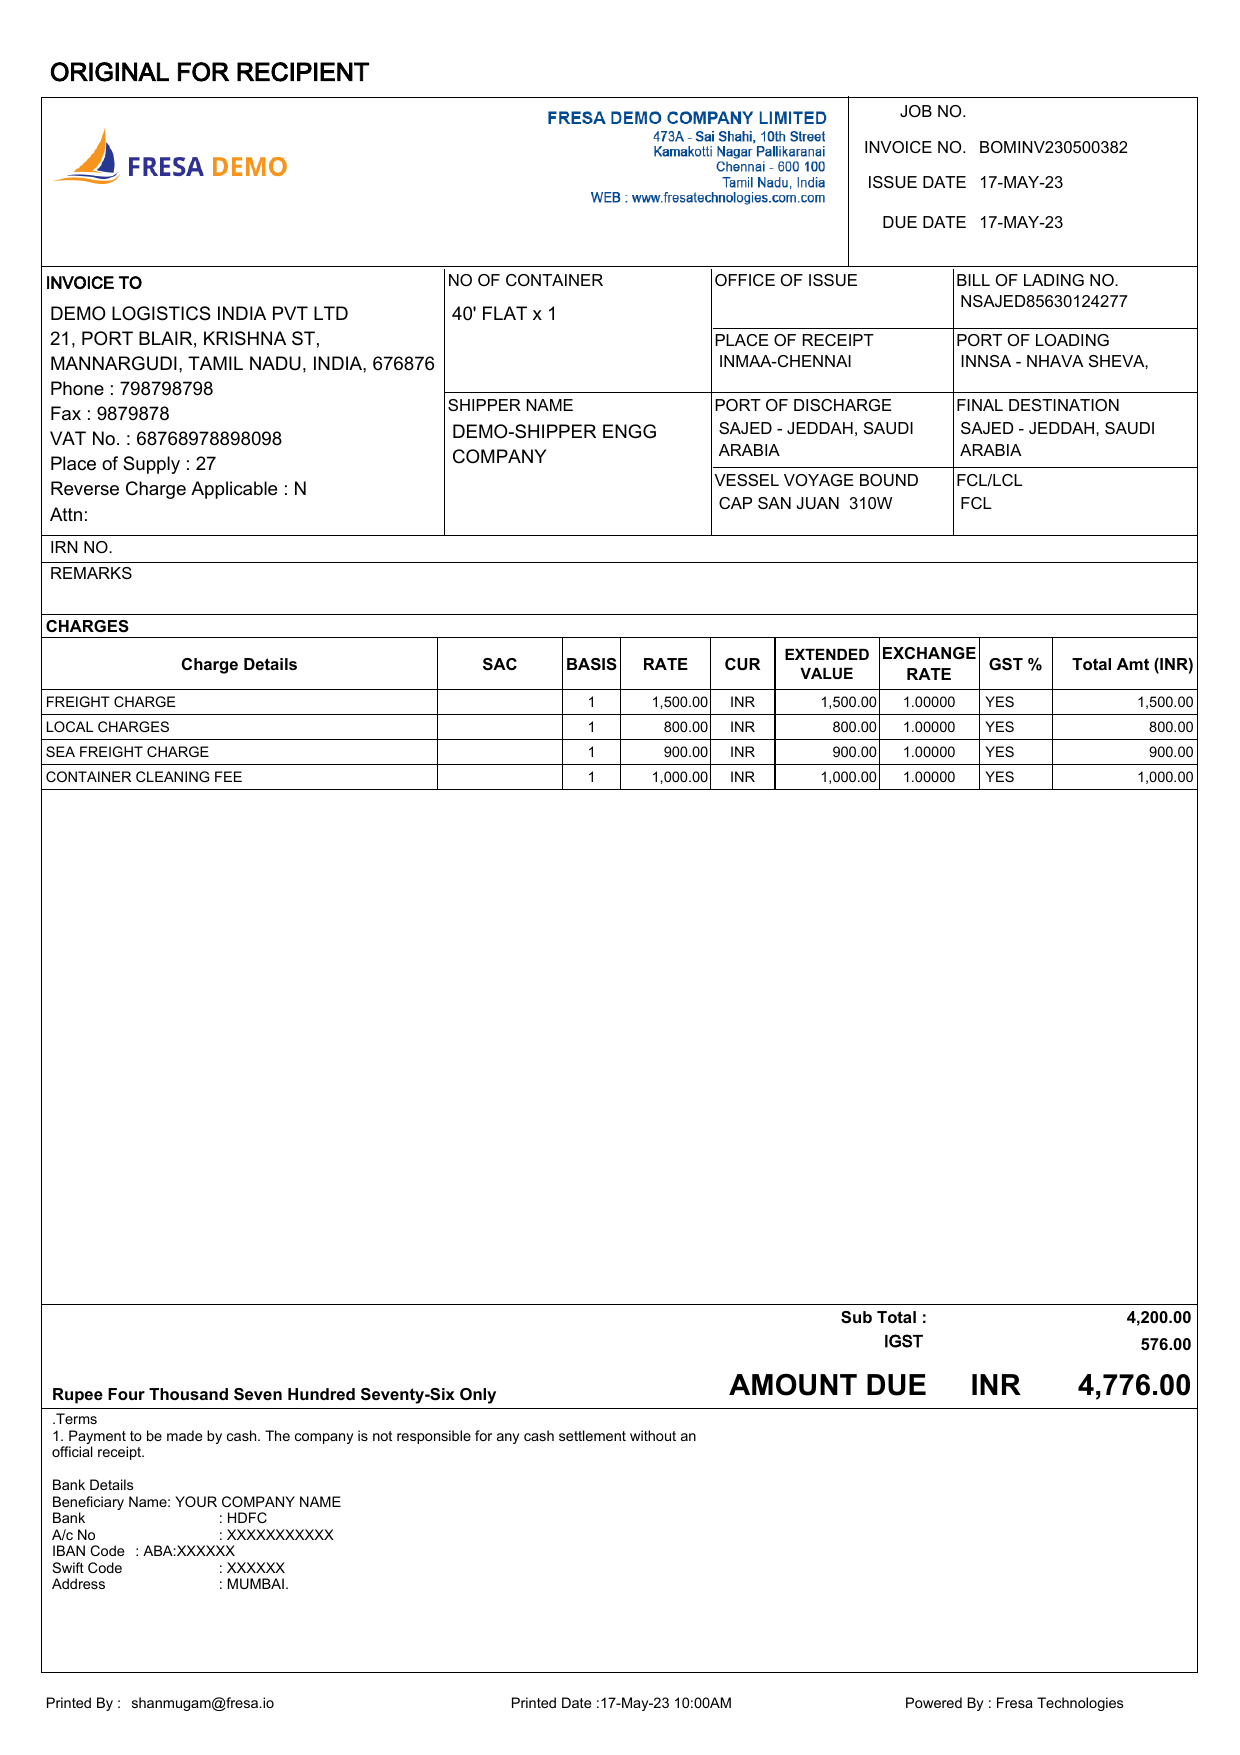 ORIGINAL FOR RECIPIENT
FRESA DEMO
FRESA DEMO COMPANY LIMITED
473A - Sai Shahi, 10th Street
Kamakotti Nagar Pallikaranai
Chennai - 600 100
Tamil Nadu, India
WEB : www.fresatechnologies.com.com
JOB NO.
INVOICE NO. BOMINV230500382
ISSUE DATE 17-MAY-23
DUE DATE 17-MAY-23
INVOICE TO
DEMO LOGISTICS INDIA PVT LTD
21, PORT BLAIR, KRISHNA ST,
MANNARGUDI, TAMIL NADU, INDIA, 676876
Phone : 798798798
Fax : 9879878
VAT No. : 68768978898098
Place of Supply : 27
Reverse Charge Applicable : N
Attn:
NO OF CONTAINER
40' FLAT x 1
SHIPPER NAME
DEMO-SHIPPER ENGG
COMPANY
OFFICE OF ISSUE
BILL OF LADING NO.
NSAJED85630124277
PLACE OF RECEIPT
INMAA-CHENNAI
PORT OF LOADING
INNSA - NHAVA SHEVA,
PORT OF DISCHARGE
SAJED - JEDDAH, SAUDI
ARABIA
FINAL DESTINATION
SAJED - JEDDAH, SAUDI
ARABIA
VESSEL VOYAGE BOUND
CAP SAN JUAN 310W
FCL/LCL
FCL
IRN NO.
REMARKS
CHARGES
Charge Details SAC BASIS RATE CUR EXTENDED VALUE EXCHANGE RATE GST % Total Amt (INR)
FREIGHT CHARGE 1 1,500.00 INR 1,500.00 1.00000 YES 1,500.00
LOCAL CHARGES 1 800.00 INR 800.00 1.00000 YES 800.00
SEA FREIGHT CHARGE 1 900.00 INR 900.00 1.00000 YES 900.00
CONTAINER CLEANING FEE 1 1,000.00 INR 1,000.00 1.00000 YES 1,000.00
Sub Total : 4,200.00
IGST 576.00
Rupee Four Thousand Seven Hundred Seventy-Six Only AMOUNT DUE INR 4,776.00
.Terms
1. Payment to be made by cash. The company is not responsible for any cash settlement without an
official receipt.
Bank Details
Beneficiary Name: YOUR COMPANY NAME
Bank : HDFC
A/c No : XXXXXXXXXXX
IBAN Code : ABA:XXXXXX
Swift Code : XXXXXX
Address : MUMBAI.
Printed By : shanmugam@fresa.io Printed Date :17-May-23 10:00AM Powered By : Fresa Technologies